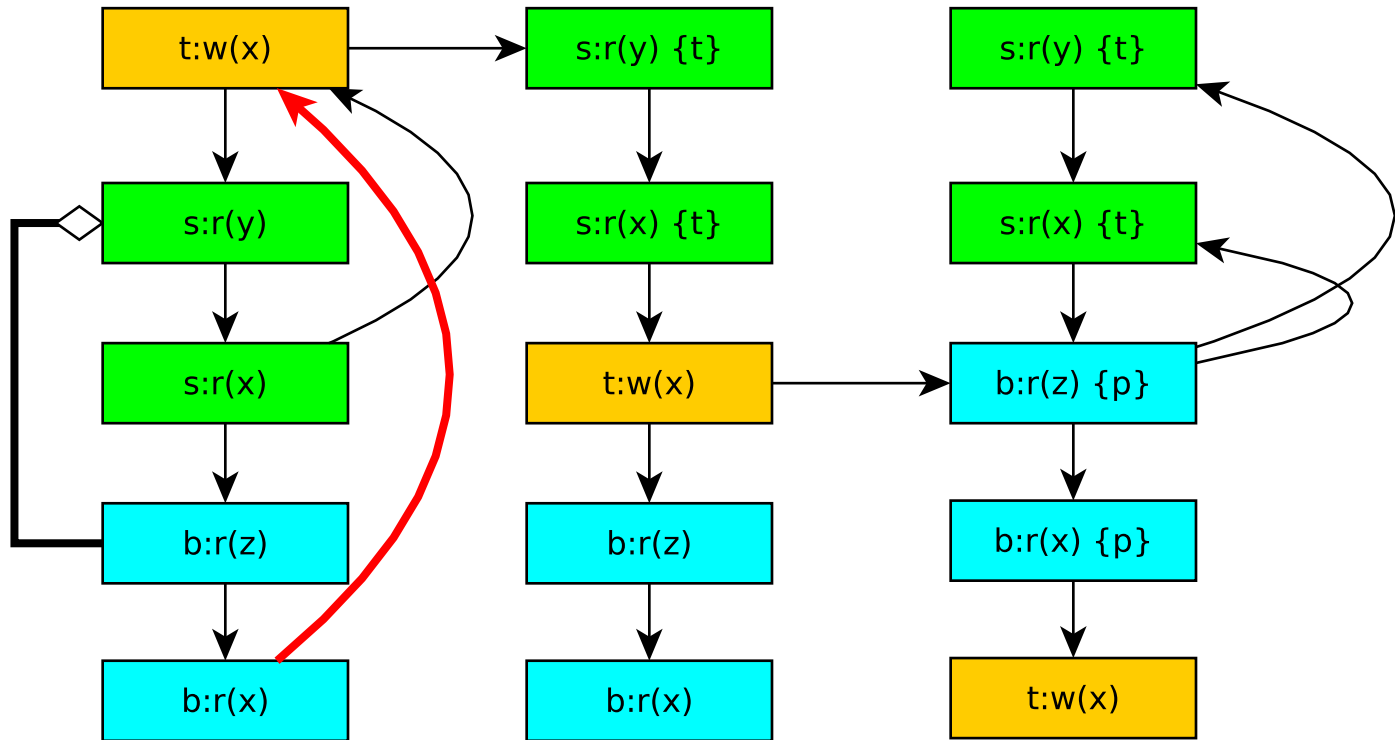 t:w(x)
s:r(y) {t}
s:r(y) {t}
s:r(y)
s:r(x) {t}
s:r(x) {t}
s:r(x)
t:w(x)
b:r(z) {p}
b:r(z)
b:r(z)
b:r(x) {p}
b:r(x)
b:r(x)
t:w(x)